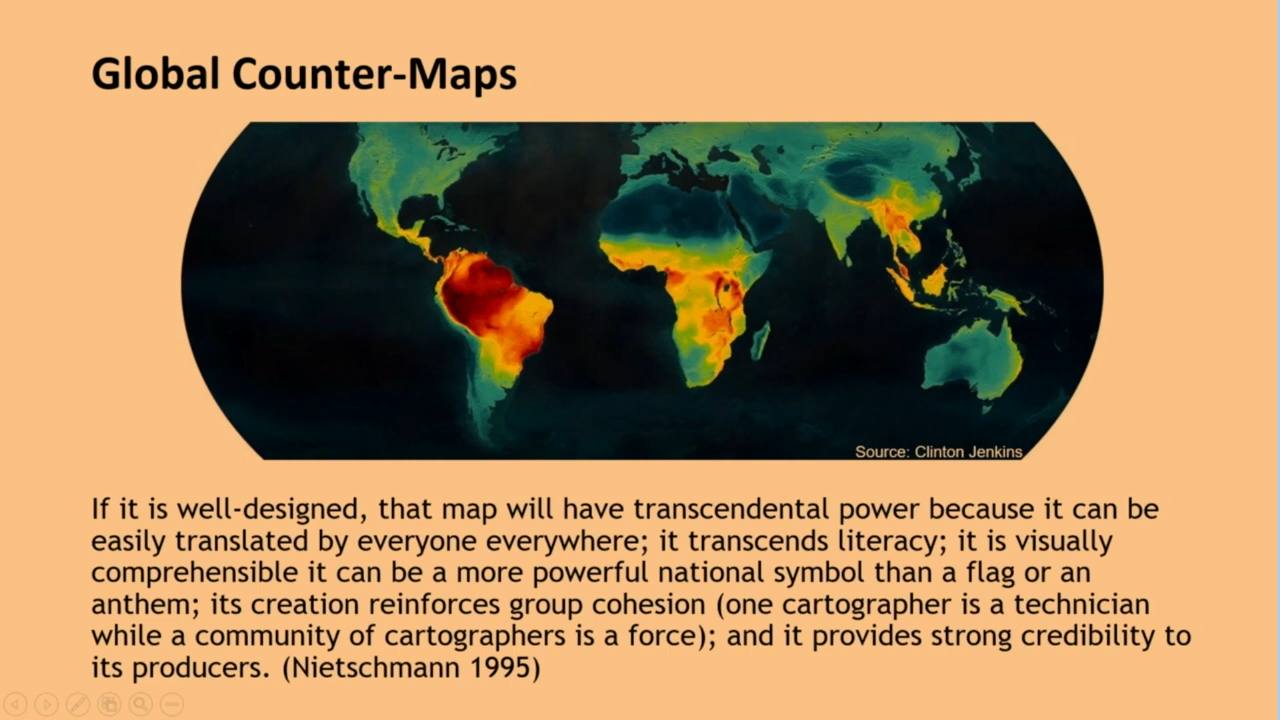 Global Counter-Maps
Source: Clinton Jenkins
If it is well-designed, that map will have transcendental power because it can be
easily translated by everyone everywhere; it transcends literacy; it is visually
comprehensible it can be a more powerful national symbol than a flag or an
anthem; its creation reinforces group cohesion (one cartographer is a technician
while a community of cartographers is a force); and it provides strong credibility to
its producers. (Nietschmann 1995)